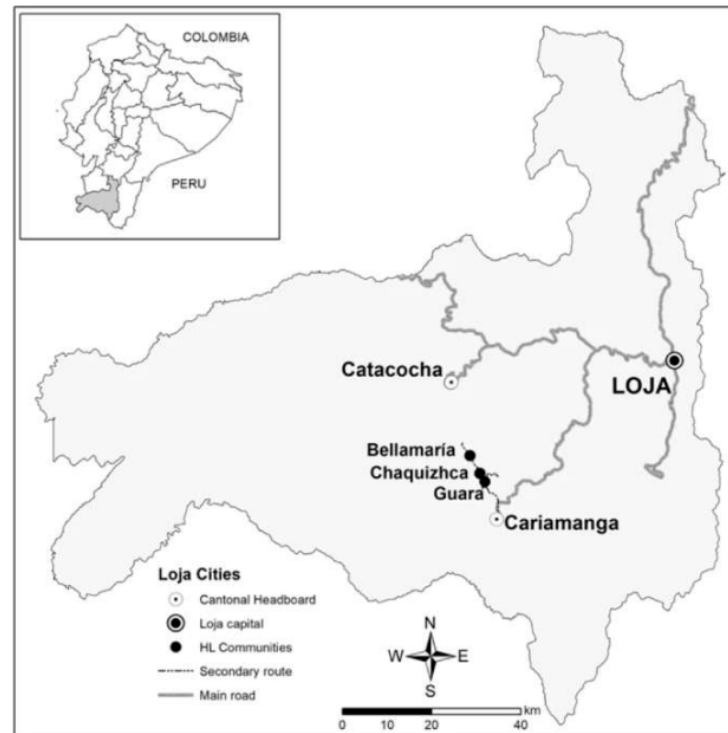 COLOMBIA
PERU
Catacocha
LOJA
Bellamaría
Chaquizhca
Guara
Cariamanga
Loja Cities
Cantonal Headboard
Loja capital
HL Communities
Secondary route
Main road
N
W E
S
km
0 10 20 40